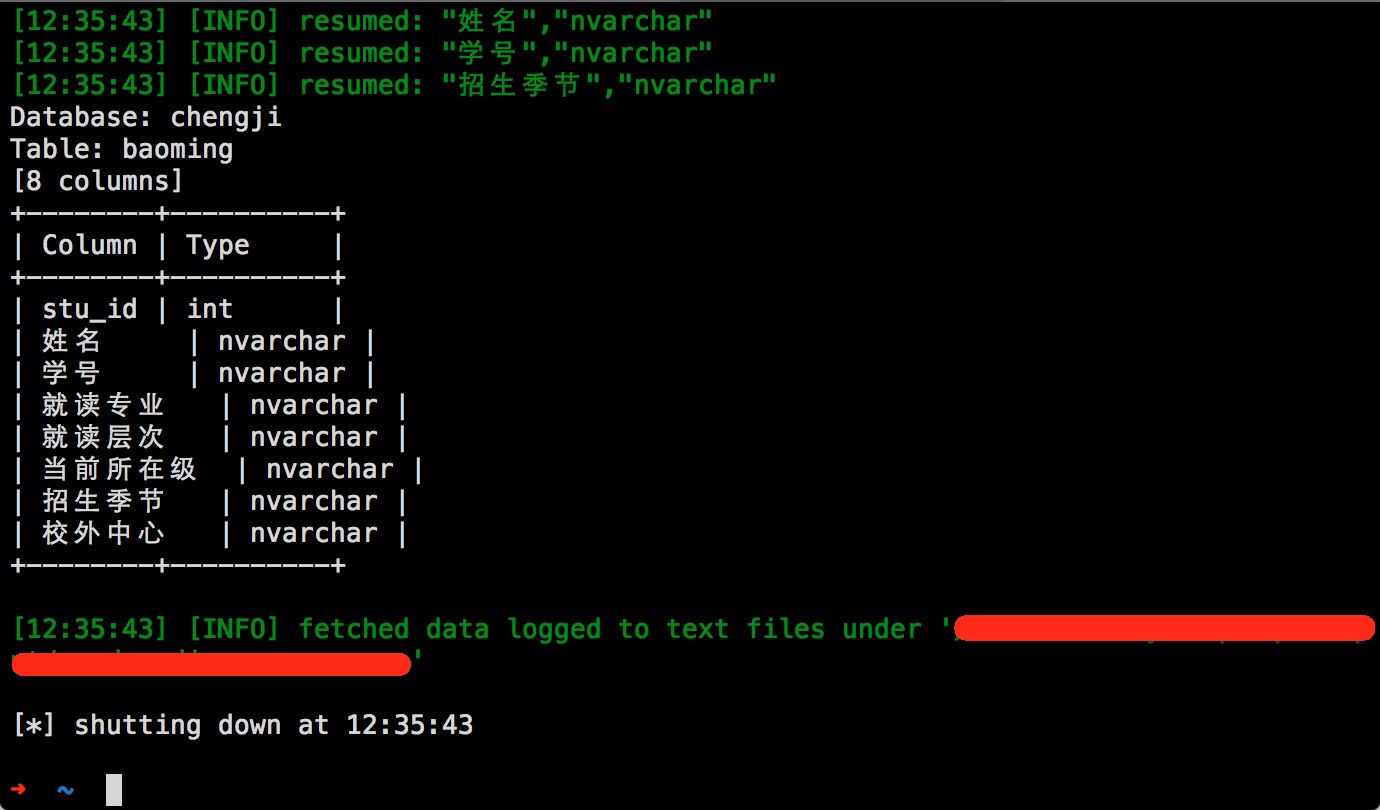 [12:35:43] [INFO] resumed: "姓名","nvarchar"
[12:35:43] [INFO] resumed: "学号","nvarchar"
[12:35:43] [INFO] resumed: "招生季节","nvarchar"
Database: chengji
Table: baoming
[8 columns]
+--------+----------+
| Column | Type     |
+--------+----------+
| stu_id | int      |
| 姓名     | nvarchar |
| 学号     | nvarchar |
| 就读专业   | nvarchar |
| 就读层次   | nvarchar |
| 当前所在级  | nvarchar |
| 招生季节   | nvarchar |
| 校外中心   | nvarchar |
+--------+----------+
[12:35:43] [INFO] fetched data logged to text files under '
'
[*] shutting down at 12:35:43
➜ ~